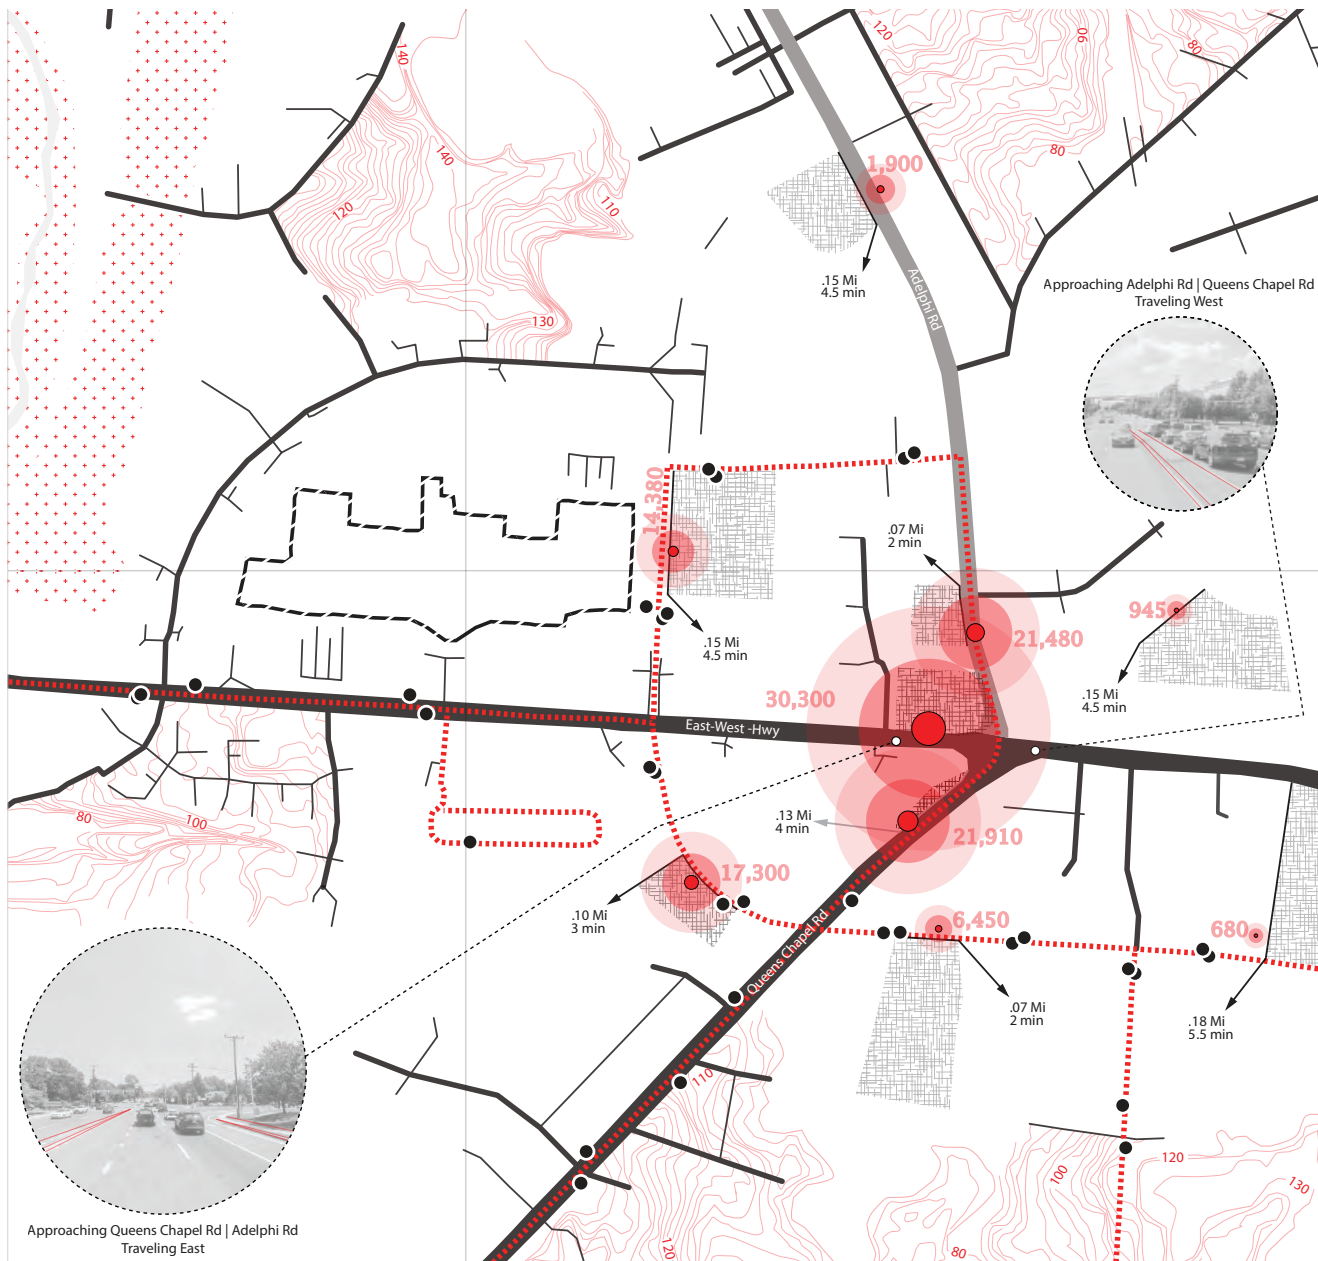 140
120
90
80
140
80
1,900
120
110
.15 Mi
4.5 min
Adelphi Rd
Approaching Adelphi Rd | Queens Chapel Rd
Traveling West
130
14,380
.07 Mi
2 min
945
21,480
.15 Mi
4.5 min
.15 Mi
4.5 min
30,300
East-West -Hwy
80
100
.13 Mi
4 min
21,910
17,300
.10 Mi
3 min
6,450
680
Queens Chapel Rd
.07 Mi
2 min
.18 Mi
5.5 min
110
120
100
130
120
80
Approaching Queens Chapel Rd | Adelphi Rd
Traveling East